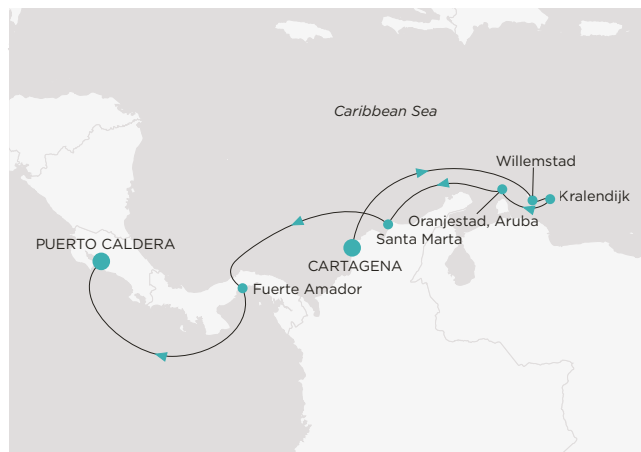 Caribbean Sea
Willemstad
Kralendijk
Oranjestad, Aruba
Santa Marta
PUERTO CALDERA
CARTAGENA
Fuerte Amador